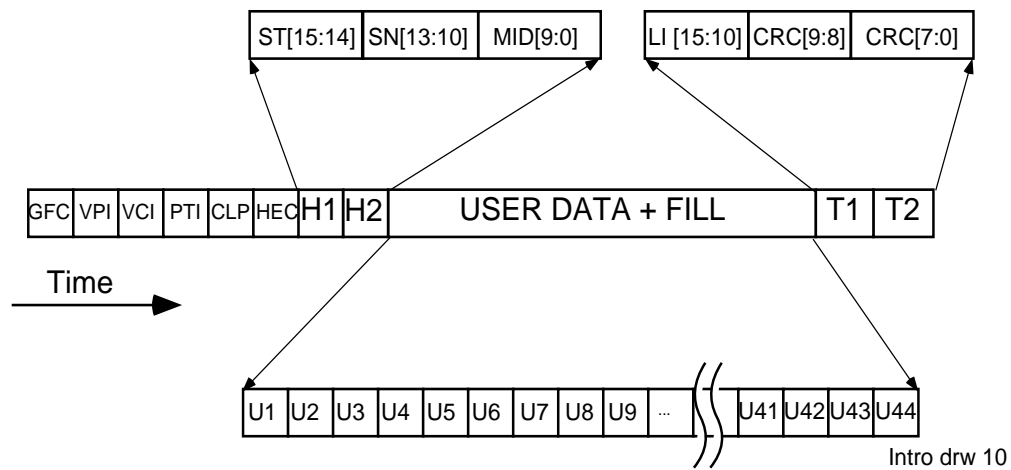 ST[15:14] SN[13:10] MID[9:0] LI [15:10] CRC[9:8] CRC[7:0]
GFC VPI VCI PTI CLP HEC H1 H2 USER DATA + FILL T1 T2
Time
U1 U2 U3 U4 U5 U6 U7 U8 U9 ... U41 U42 U43 U44
Intro drw 10